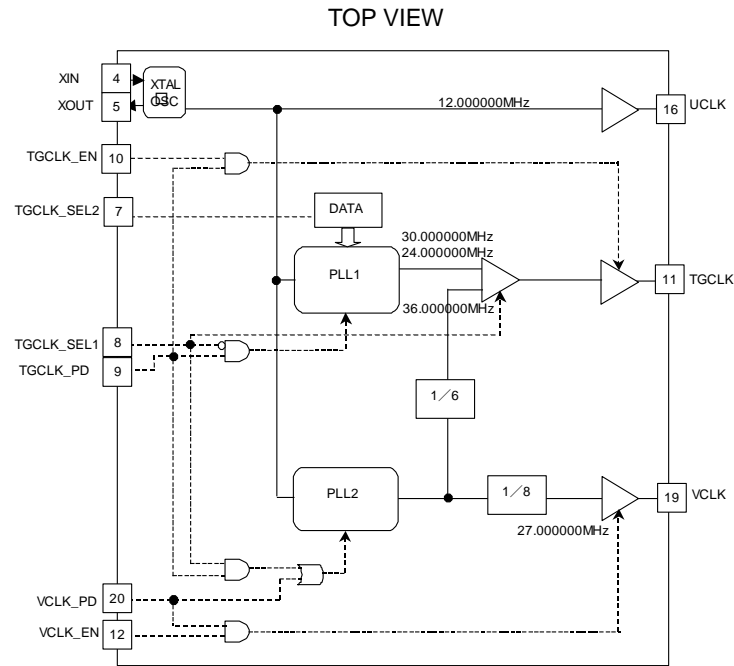 TOP VIEW
XIN
4
XTAL
OSC
XOUT
5
12.000000MHz
16
UCLK
TGCLK_EN
10
TGCLK_SEL2
7
DATA
30.000000MHz
24.000000MHz
PLL1
11
TGCLK
36.000000MHz
TGCLK_SEL1
8
TGCLK_PD
9
1/6
PLL2
1/8
19
VCLK
27.000000MHz
VCLK_PD
20
VCLK_EN
12